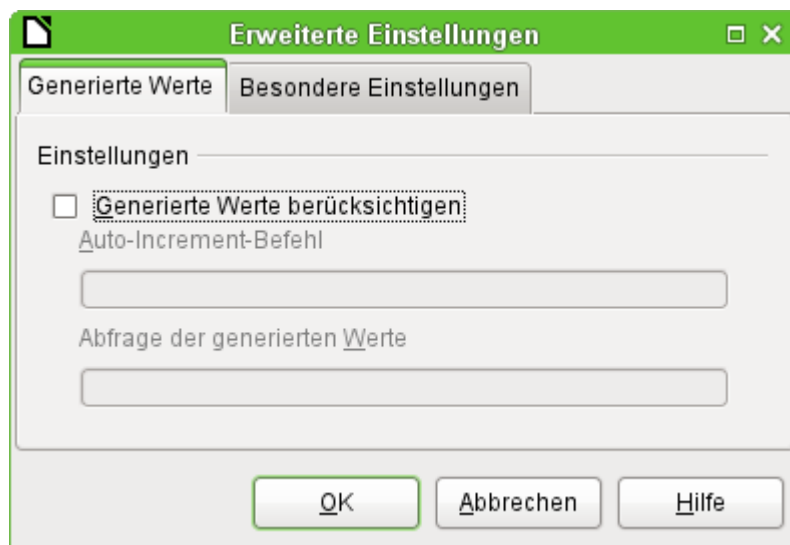 Erweiterte Einstellungen
Generierte Werte Besondere Einstellungen
Einstellungen
Generierte Werte berücksichtigen
Auto-Increment-Befehl
Abfrage der generierten Werte
OK Abbrechen Hilfe